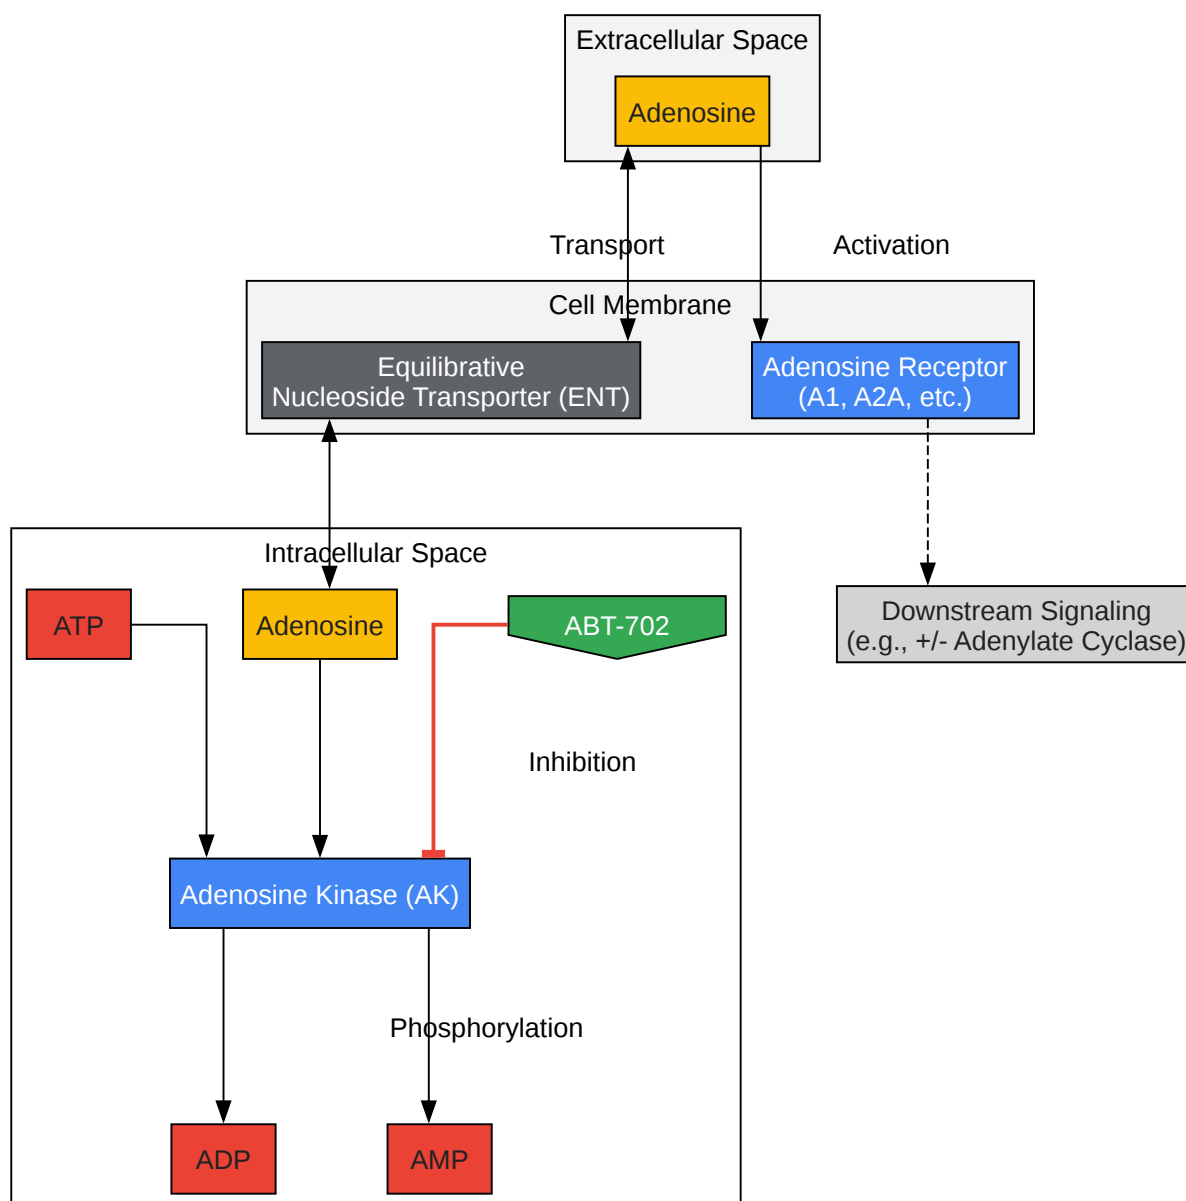 Extracellular Space
Adenosine
Transport
Activation
Cell Membrane
Equilibrative
Nucleoside Transporter (ENT)
Adenosine Receptor
(A1, A2A, etc.)
Intracellular Space
ATP
Adenosine
ABT-702
Downstream Signaling
(e.g., +/- Adenylate Cyclase)
Inhibition
Adenosine Kinase (AK)
Phosphorylation
ADP
AMP